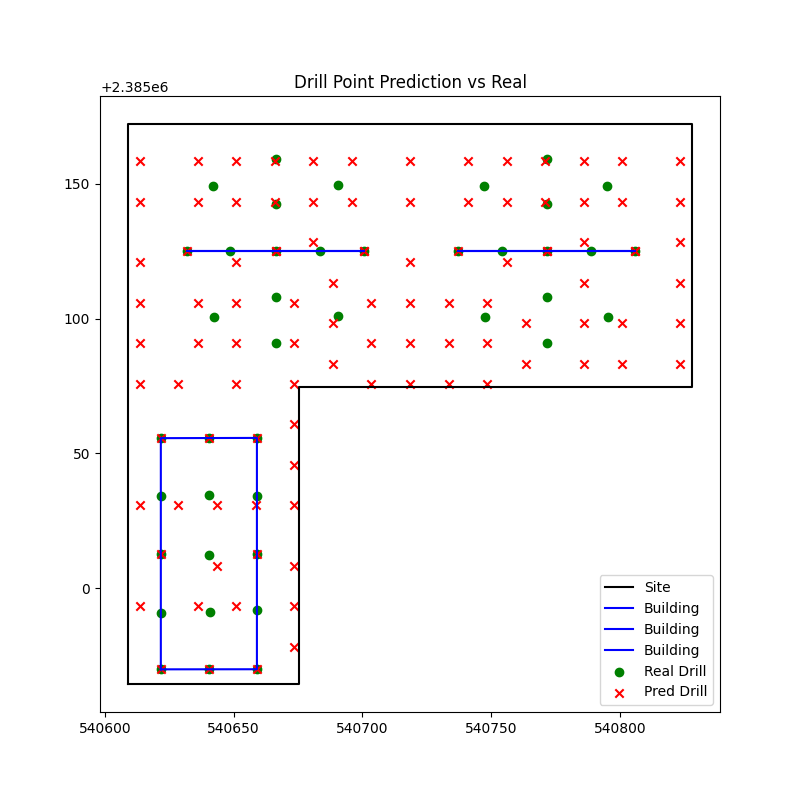 Drill Point Prediction vs Real
+2.385e6
150
100
50
0
540600 540650 540700 540750 540800
Site
Building
Building
Building
Real Drill
Pred Drill